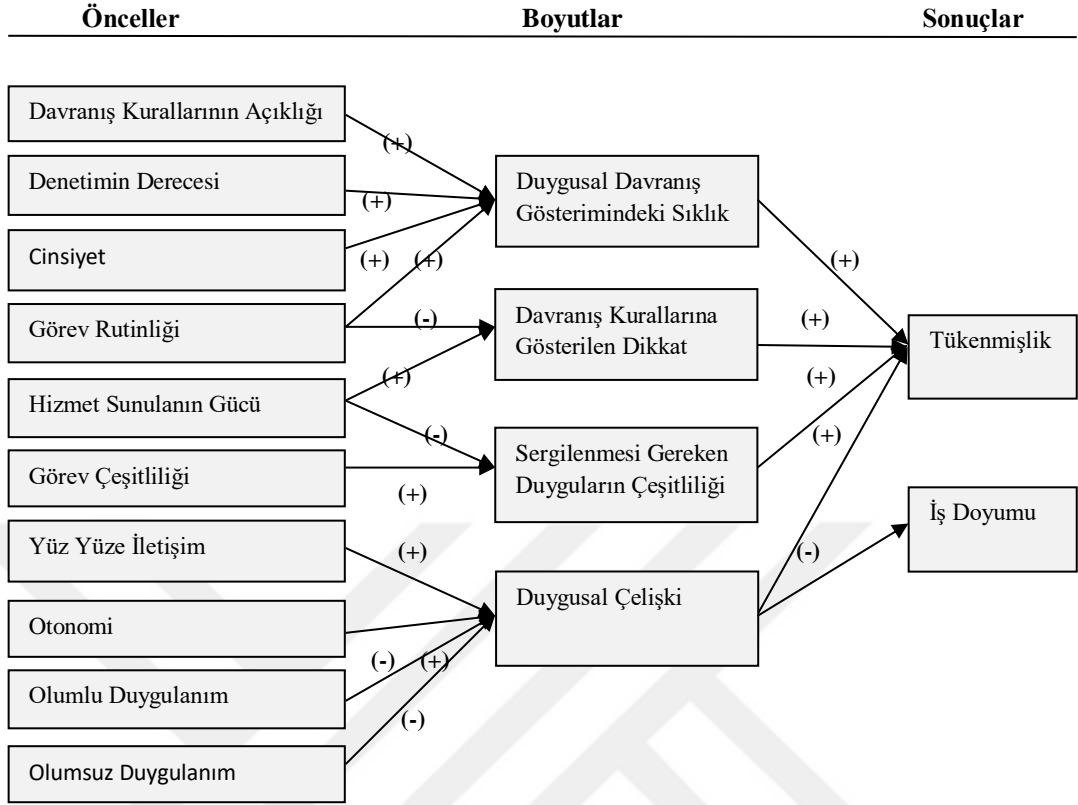 Önceller Boyutlar Sonuçlar
Davranış Kurallarının Açıklığı
Denetimin Derecesi
Cinsiyet
Görev Rutinliği
Hizmet Sunulanın Gücü
Görev Çeşitliliği
Yüz Yüze İletişim
Otonomi
Olumlu Duygulanım
Olumsuz Duygulanım
(+)
(+)
(+) (+)
(-)
(+)
(-)
(+)
(+)
(-) (+)
(-)
Duygusal Davranış
Gösterimindeki Sıklık
Davranış Kurallarına
Gösterilen Dikkat
Sergilenmesi Gereken
Duyguların Çeşitliliği
Duygusal Çelişki
(+)
(+)
(+)
(+)
(-)
Tükenmişlik
İş Doyumu